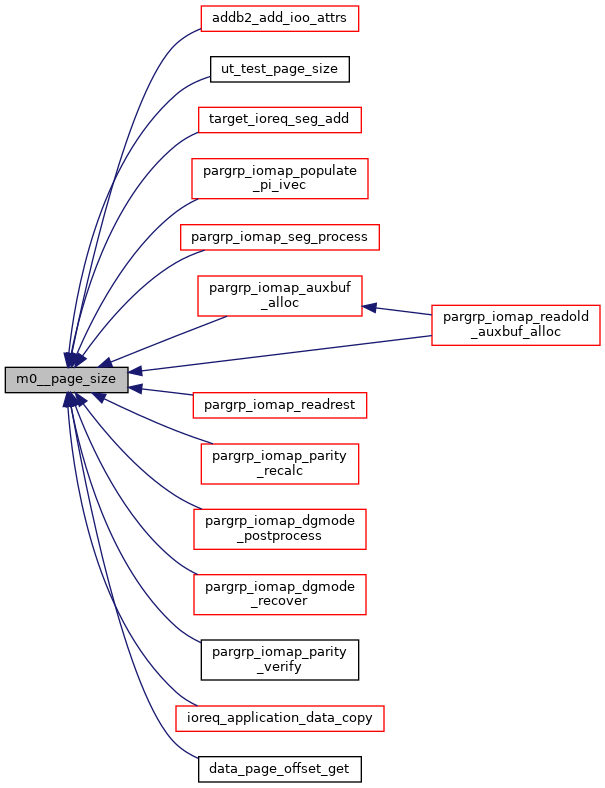 addb2_add_ioo_attrs
ut_test_page_size
target_ioreq_seg_add
pargrp_iomap_populate
_pi_ivec
pargrp_iomap_seg_process
pargrp_iomap_auxbuf
_alloc
pargrp_iomap_readold
_auxbuf_alloc
m0__page_size
pargrp_iomap_readrest
pargrp_iomap_parity
_recalc
pargrp_iomap_dgmode
_postprocess
pargrp_iomap_dgmode
_recover
pargrp_iomap_parity
_verify
ioreq_application_data_copy
data_page_offset_get